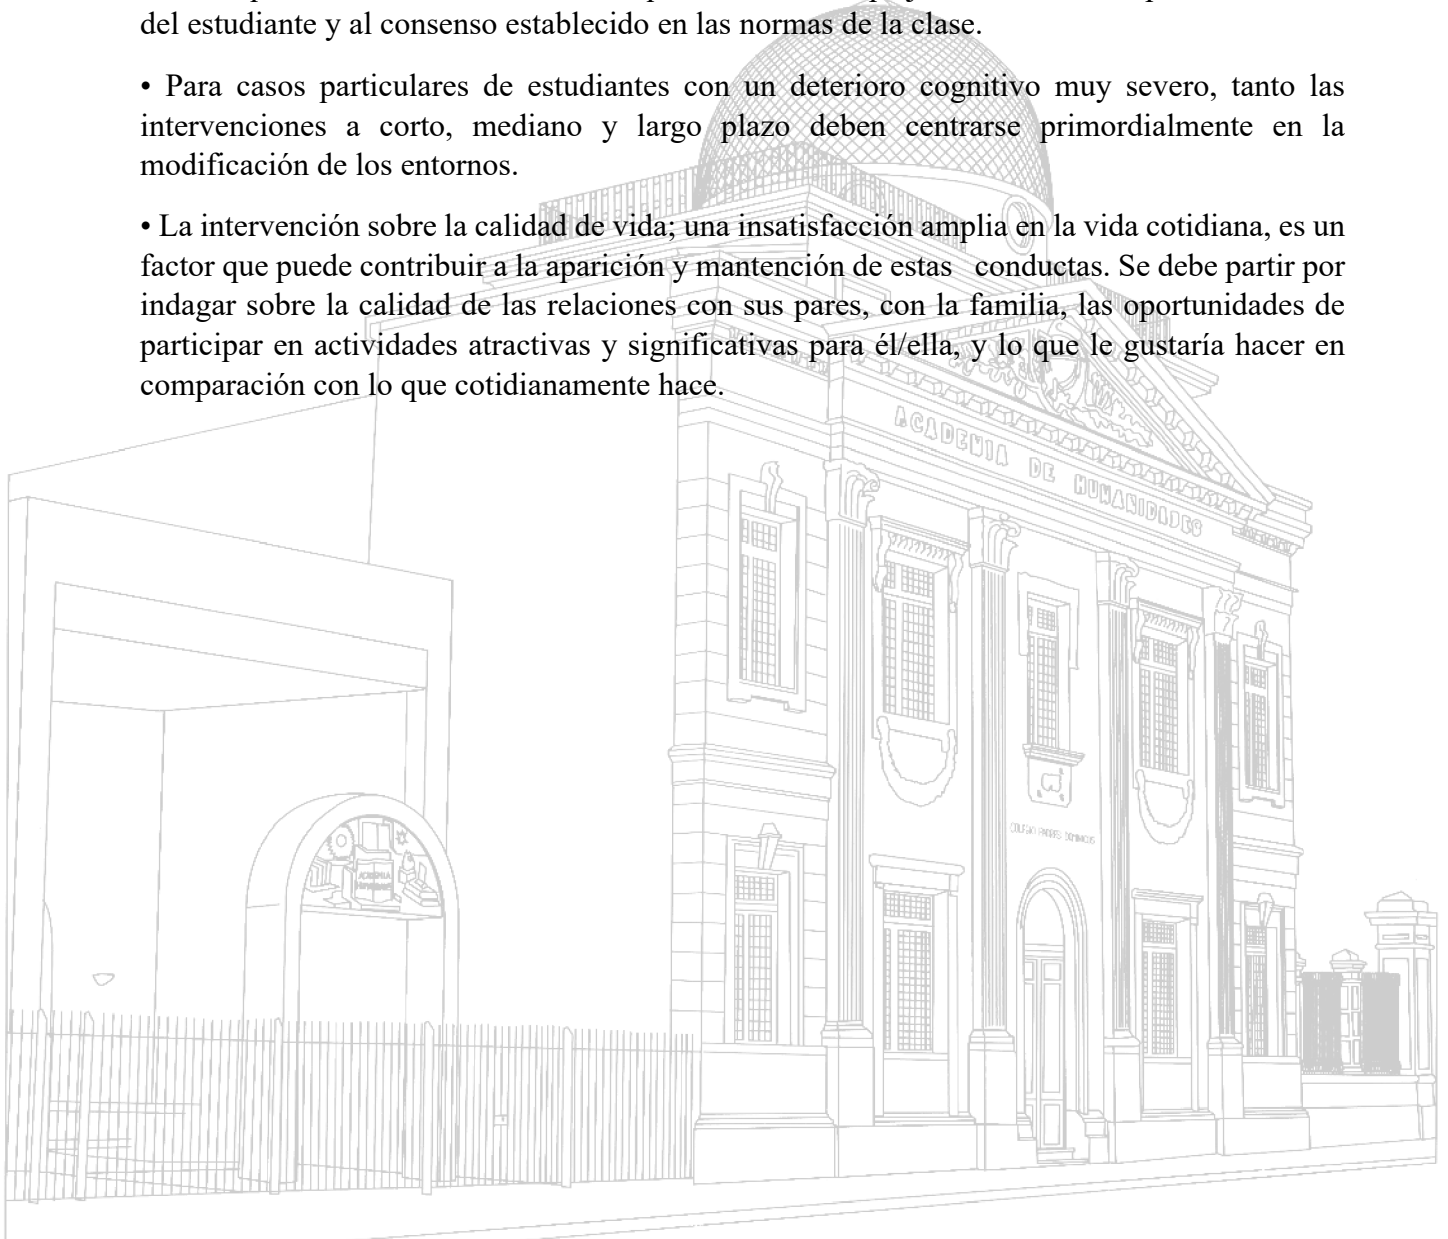 del estudiante y al consenso establecido en las normas de la clase.
• Para casos particulares de estudiantes con un deterioro cognitivo muy severo, tanto las
intervenciones a corto, mediano y largo plazo deben centrarse primordialmente en la
modificación de los entornos.
• La intervención sobre la calidad de vida; una insatisfacción amplia en la vida cotidiana, es un
factor que puede contribuir a la aparición y mantención de estas   conductas. Se debe partir por
indagar sobre la calidad de las relaciones con sus pares, con la familia, las oportunidades de
participar en actividades atractivas y significativas para él/ella, y lo que le gustaría hacer en
comparación con lo que cotidianamente hace.
ACADEMIA DE HUMANIDADES
COLEGIO PADRES DOMINICOS
ACADEMIA